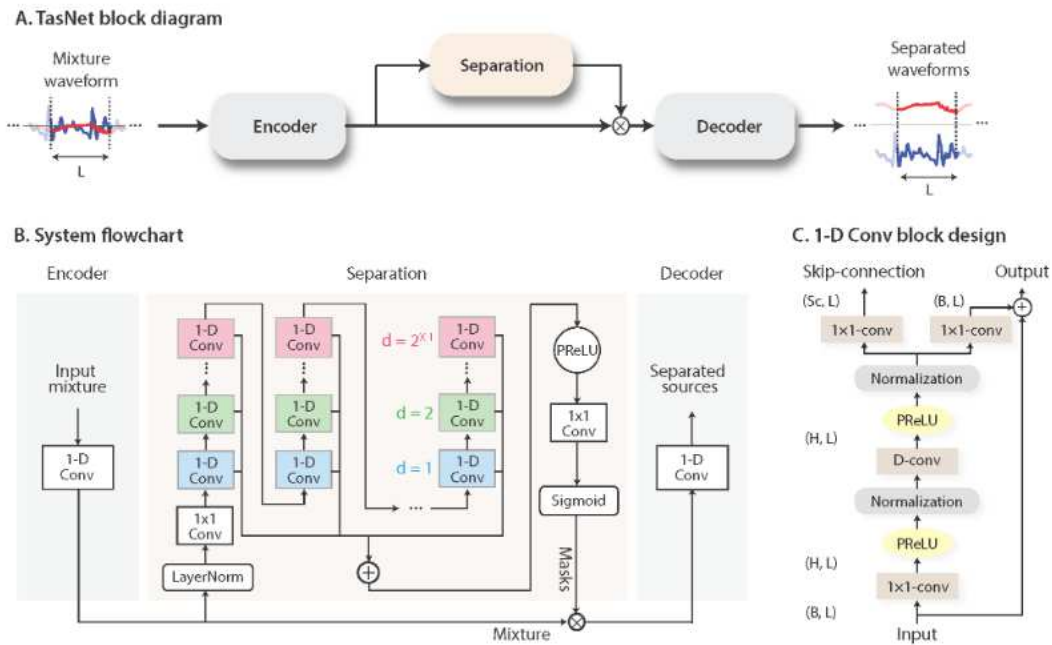 A. TasNet block diagram
Mixture
waveform
Separated
waveforms
Separation
Encoder
Decoder
...
...
...
...
L
L
B. System flowchart
Encoder
Separation
Decoder
Input
mixture
1-D
Conv
1-D
Conv
1-D
Conv
1-D
Conv
1x1
Conv
LayerNorm
1-D
Conv
1-D
Conv
1-D
Conv
...
d = 2^X-1
d = 2
d = 1
1-D
Conv
1-D
Conv
1-D
Conv
PReLU
1x1
Conv
Sigmoid
Masks
Mixture
Separated
sources
1-D
Conv
C. 1-D Conv block design
Skip-connection
Output
(Sc, L)
(B, L)
1×1-conv
1×1-conv
Normalization
PReLU
(H, L)
D-conv
Normalization
PReLU
(H, L)
1×1-conv
(B, L)
Input